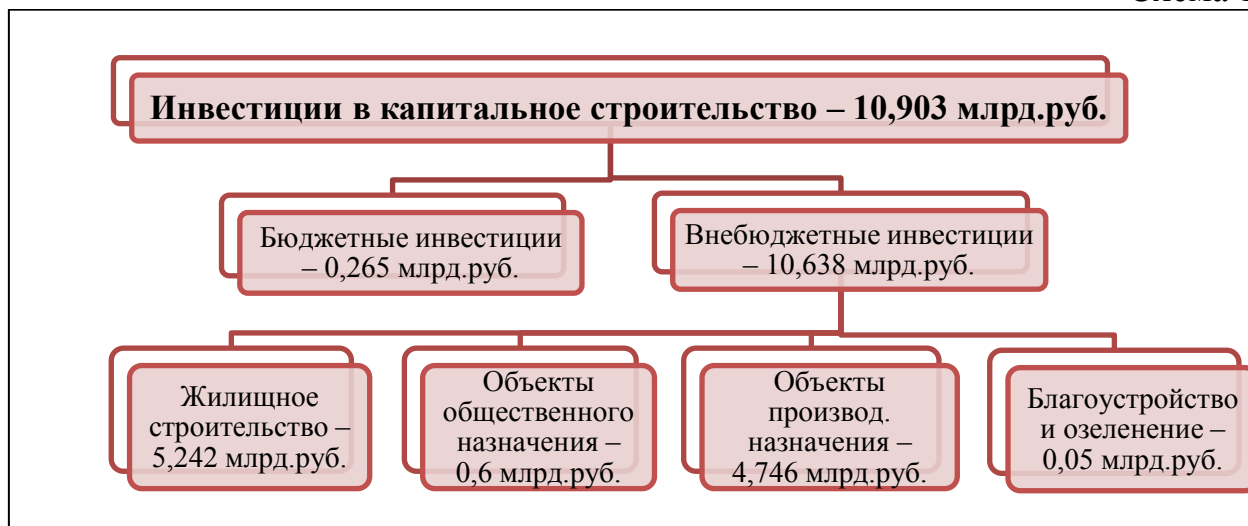 Инвестиции в капитальное строительство – 10,903 млрд.руб.
Бюджетные инвестиции
– 0,265 млрд.руб.
Внебюджетные инвестиции
– 10,638 млрд.руб.
Жилищное
строительство –
5,242 млрд.руб.
Объекты
общественного
назначения –
0,6 млрд.руб.
Объекты
производ.
назначения –
4,746 млрд.руб.
Благоустройство
и озеленение –
0,05 млрд.руб.